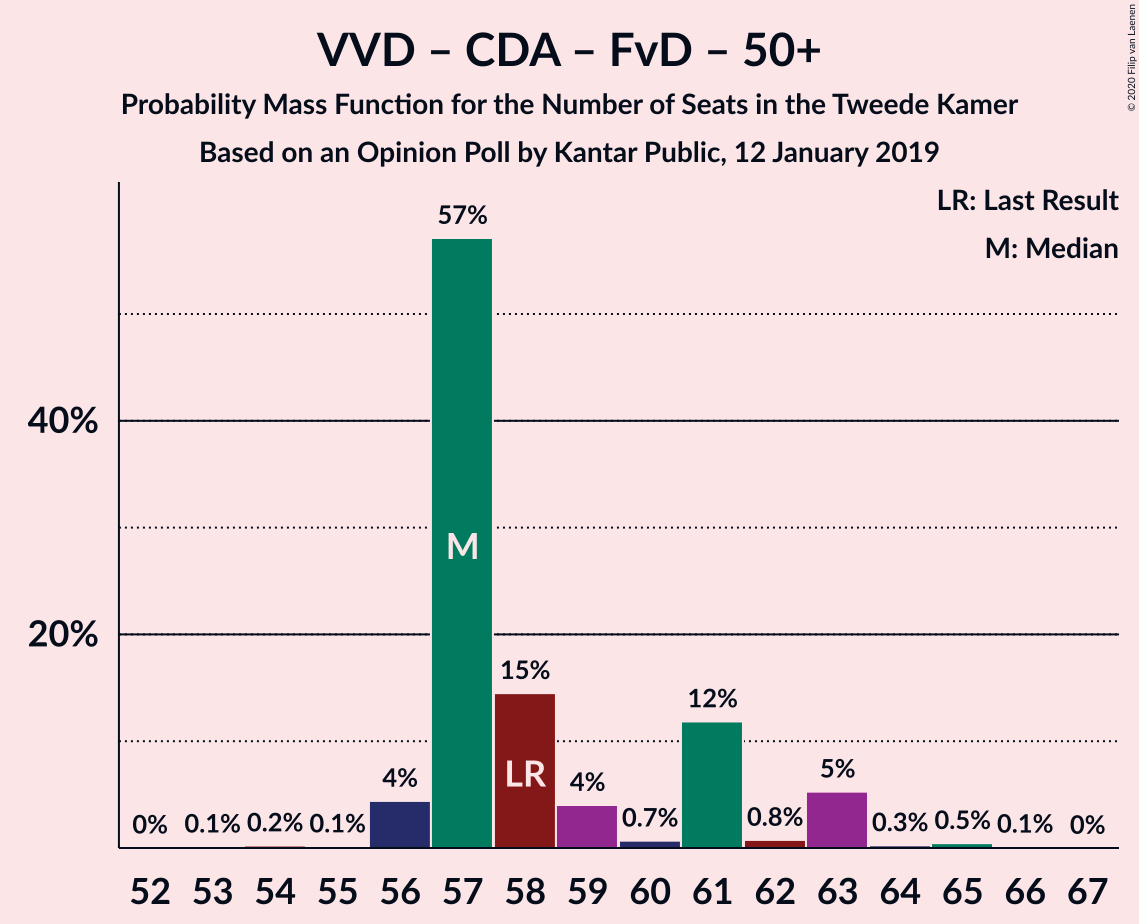 VVD – CDA – FvD – 50+
Probability Mass Function for the Number of Seats in the Tweede Kamer
Based on an Opinion Poll by Kantar Public, 12 January 2019
© 2020 Filip van Laenen
LR: Last Result
M: Median
57%
40%
M
20%
15%
12%
LR
4%
4%
5%
0%
0.1%
0.2%
0.1%
0.7%
0.8%
0.3%
0.5%
0.1%
0%
52 53 54 55 56 57 58 59 60 61 62 63 64 65 66 67